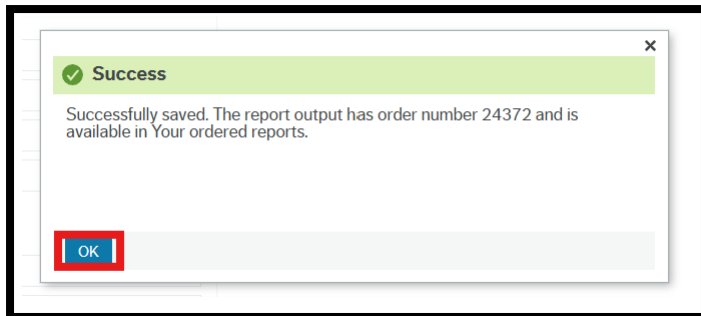 Success
Successfully saved. The report output has order number 24372 and is
available in Your ordered reports.
OK